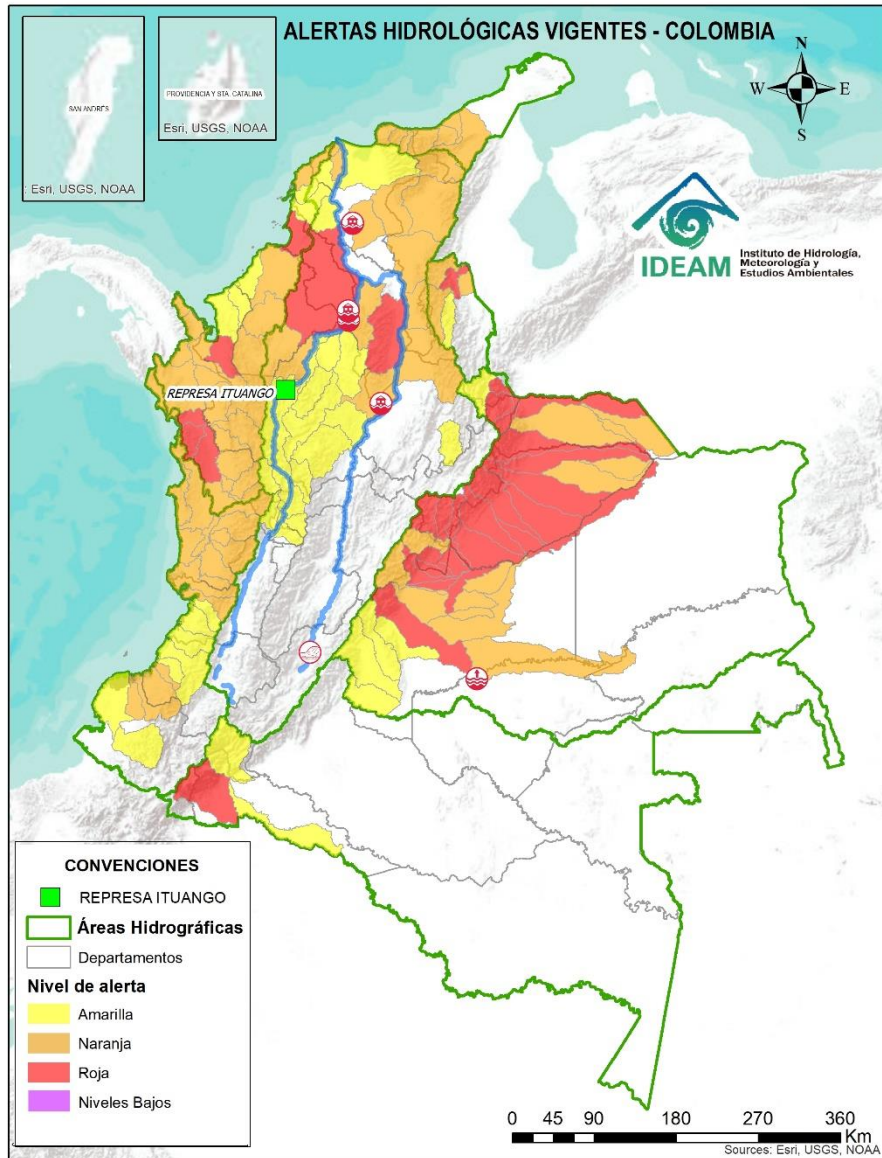 ALERTAS HIDROLÓGICAS VIGENTES - COLOMBIA
SAN ANDRÉS
: Esri, USGS, NOAA
PROVIDENCIA Y STA. CATALINA
Esri, USGS, NOAA
N
W
E
S
IDEAM
Instituto de Hidrología,
Meteorología y
Estudios Ambientales
REPRESA ITUANGO
CONVENCIONES
REPRESA ITUANGO
Áreas Hidrográficas
Departamentos
Nivel de alerta
Amarilla
Naranja
Roja
Niveles Bajos
0 45 90 180 270 360
Km
Sources: Esri, USGS, NOAA